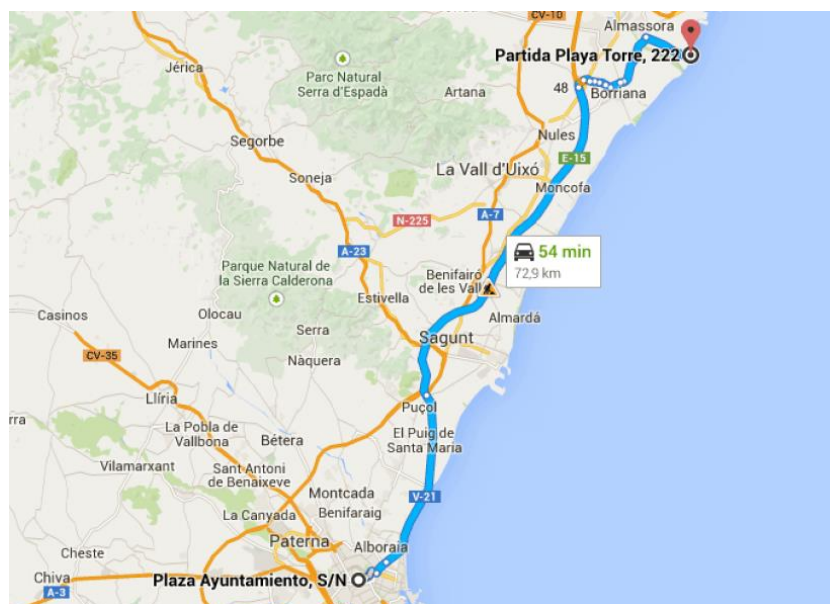 CV-10
Almassora
Partida Playa Torre, 222
Jérica
Parc Natural
Serra d'Espadà
Artana
48
Borriana
Nules
Segorbe
E-15
La Vall d'Uixó
Soneja
Moncofa
N-225
A-7
A-23
54 min
72,9 km
Parque Natural de
la Sierra Calderona
Benifairó
de les Vall
Estivella
Casinos
Olocau
Almardá
Serra
Marines
Sagunt
CV-35
Nàquera
Llíria
Puçol
La Pobla de
Vallbona
Bétera
El Puig de
Santa Maria
Vilamarxant
Sant Antoni
de Benaixeve
Montcada
V-21
La Canyada
Benifaraig
Paterna
Alboraia
Cheste
Chiva
Plaza Ayuntamiento, S/N
A-3